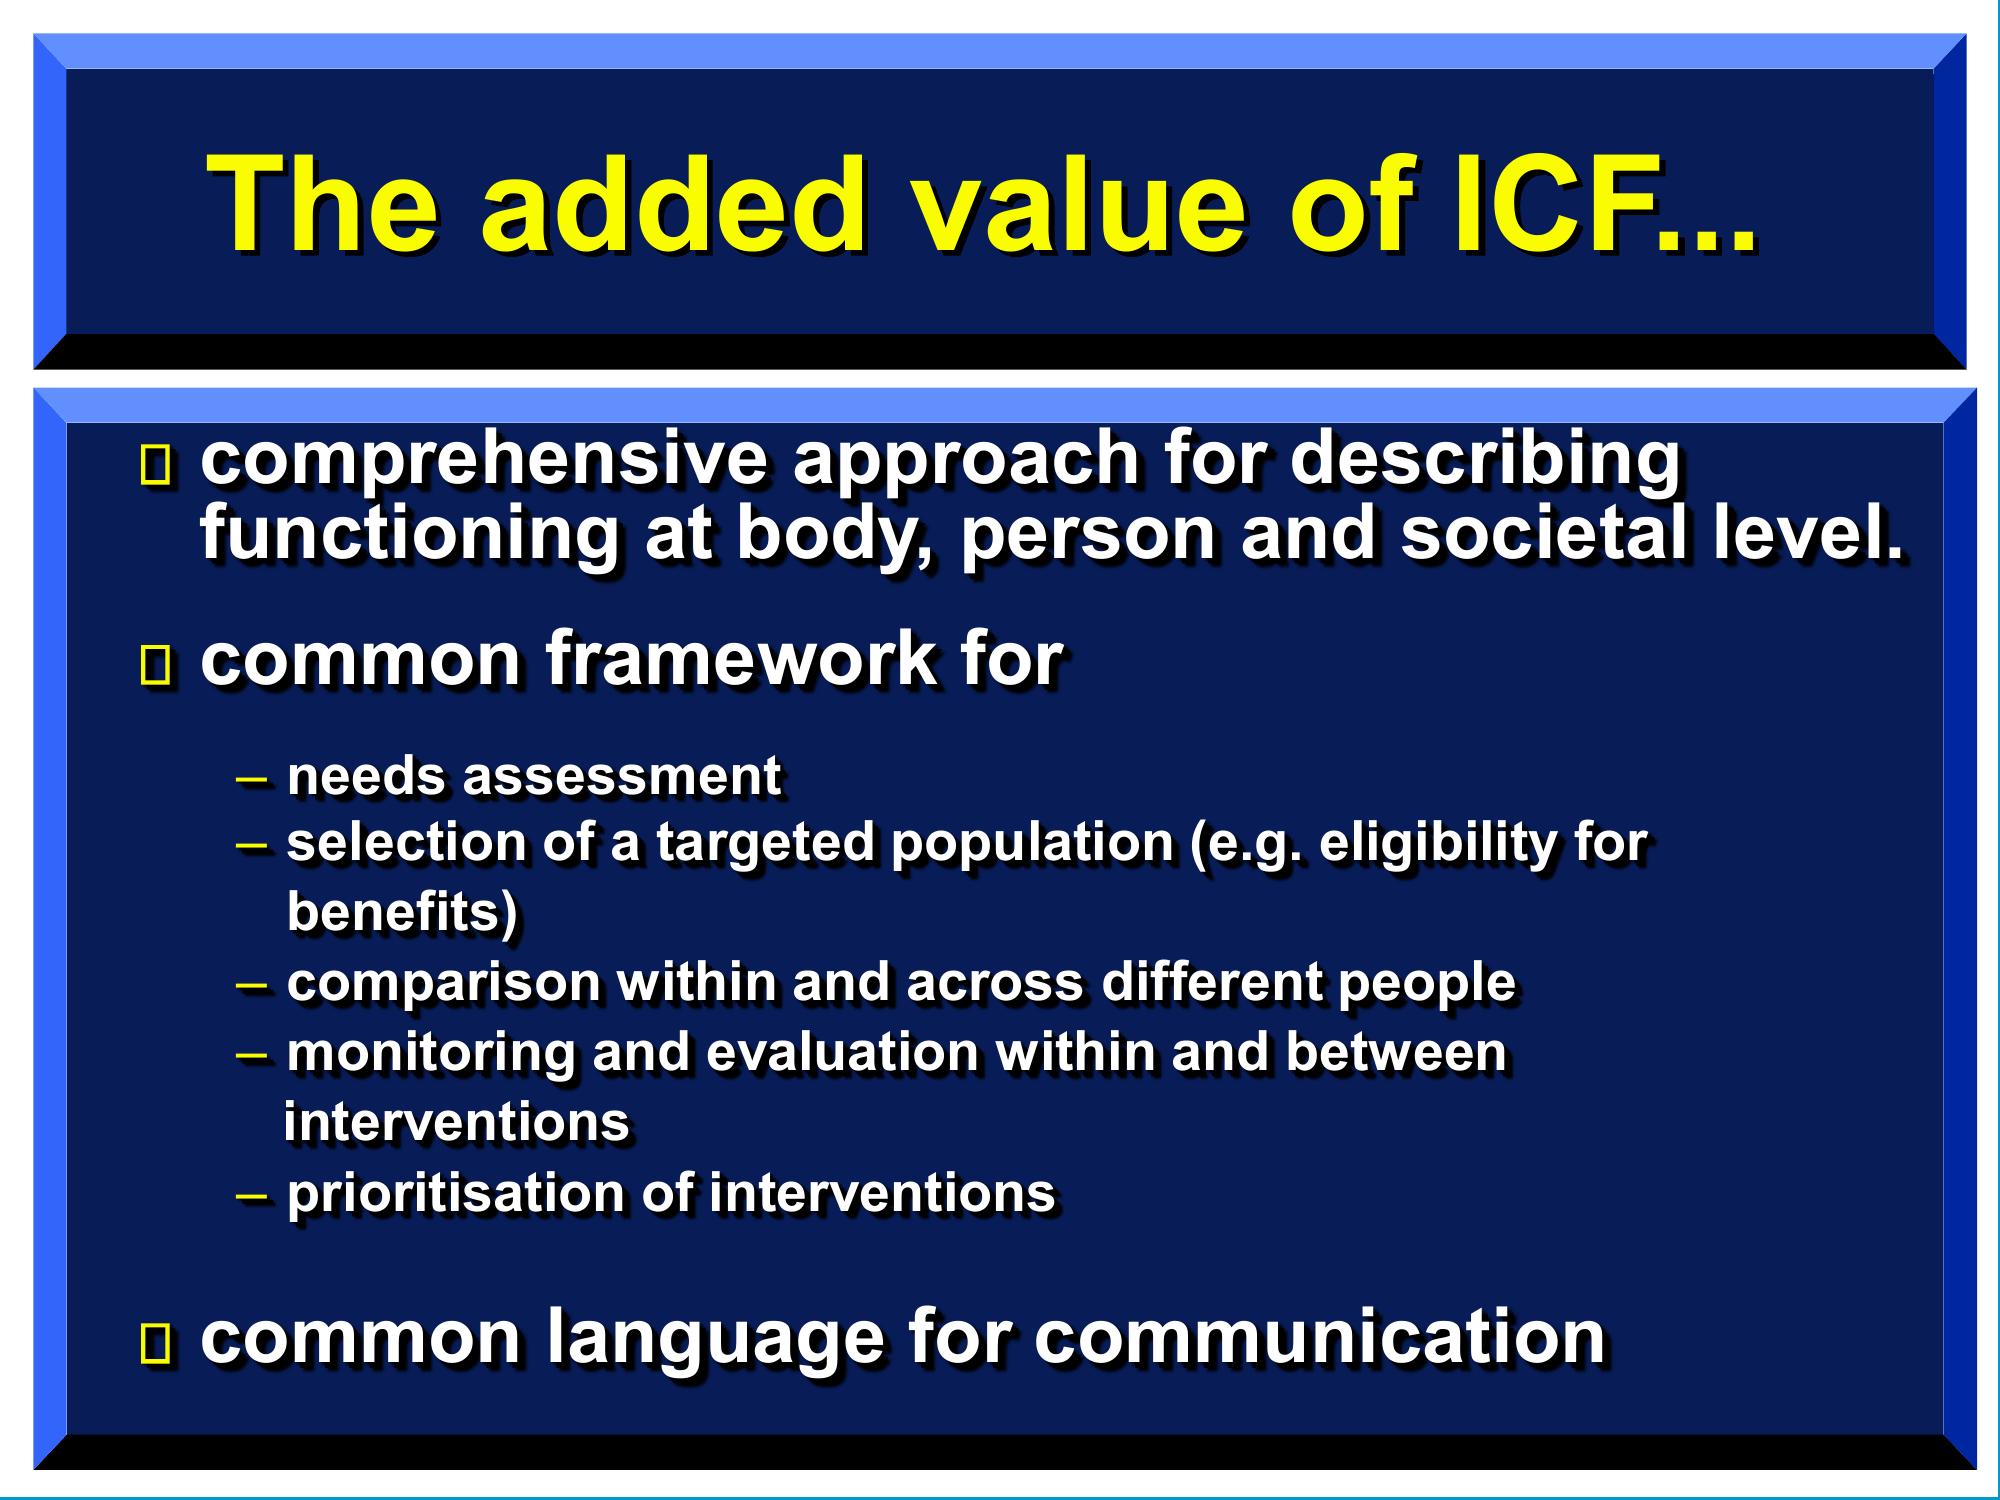 The added value of ICF...
comprehensive approach for describing
functioning at body, person and societal level.
common framework for
– needs assessment
– selection of a targeted population (e.g. eligibility for
benefits)
– comparison within and across different people
– monitoring and evaluation within and between
interventions
– prioritisation of interventions
common language for communication